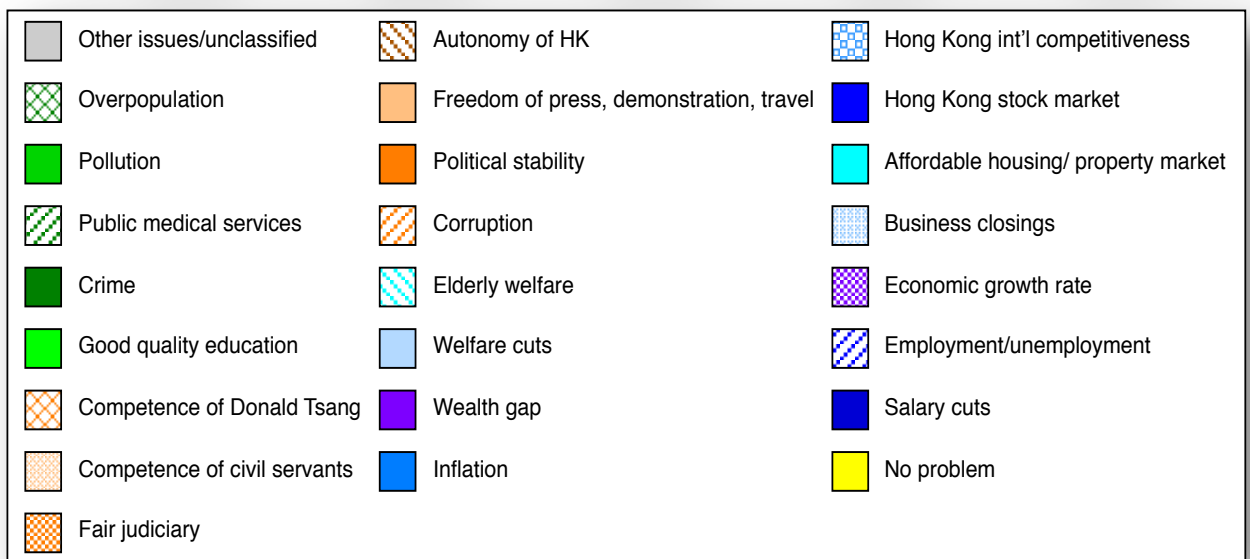 Other issues/unclassified
Overpopulation
Pollution
Public medical services
Crime
Good quality education
Competence of Donald Tsang
Competence of civil servants
Fair judiciary
Autonomy of HK
Freedom of press, demonstration, travel
Political stability
Corruption
Elderly welfare
Welfare cuts
Wealth gap
Inflation
Hong Kong int'l competitiveness
Hong Kong stock market
Affordable housing/ property market
Business closings
Economic growth rate
Employment/unemployment
Salary cuts
No problem